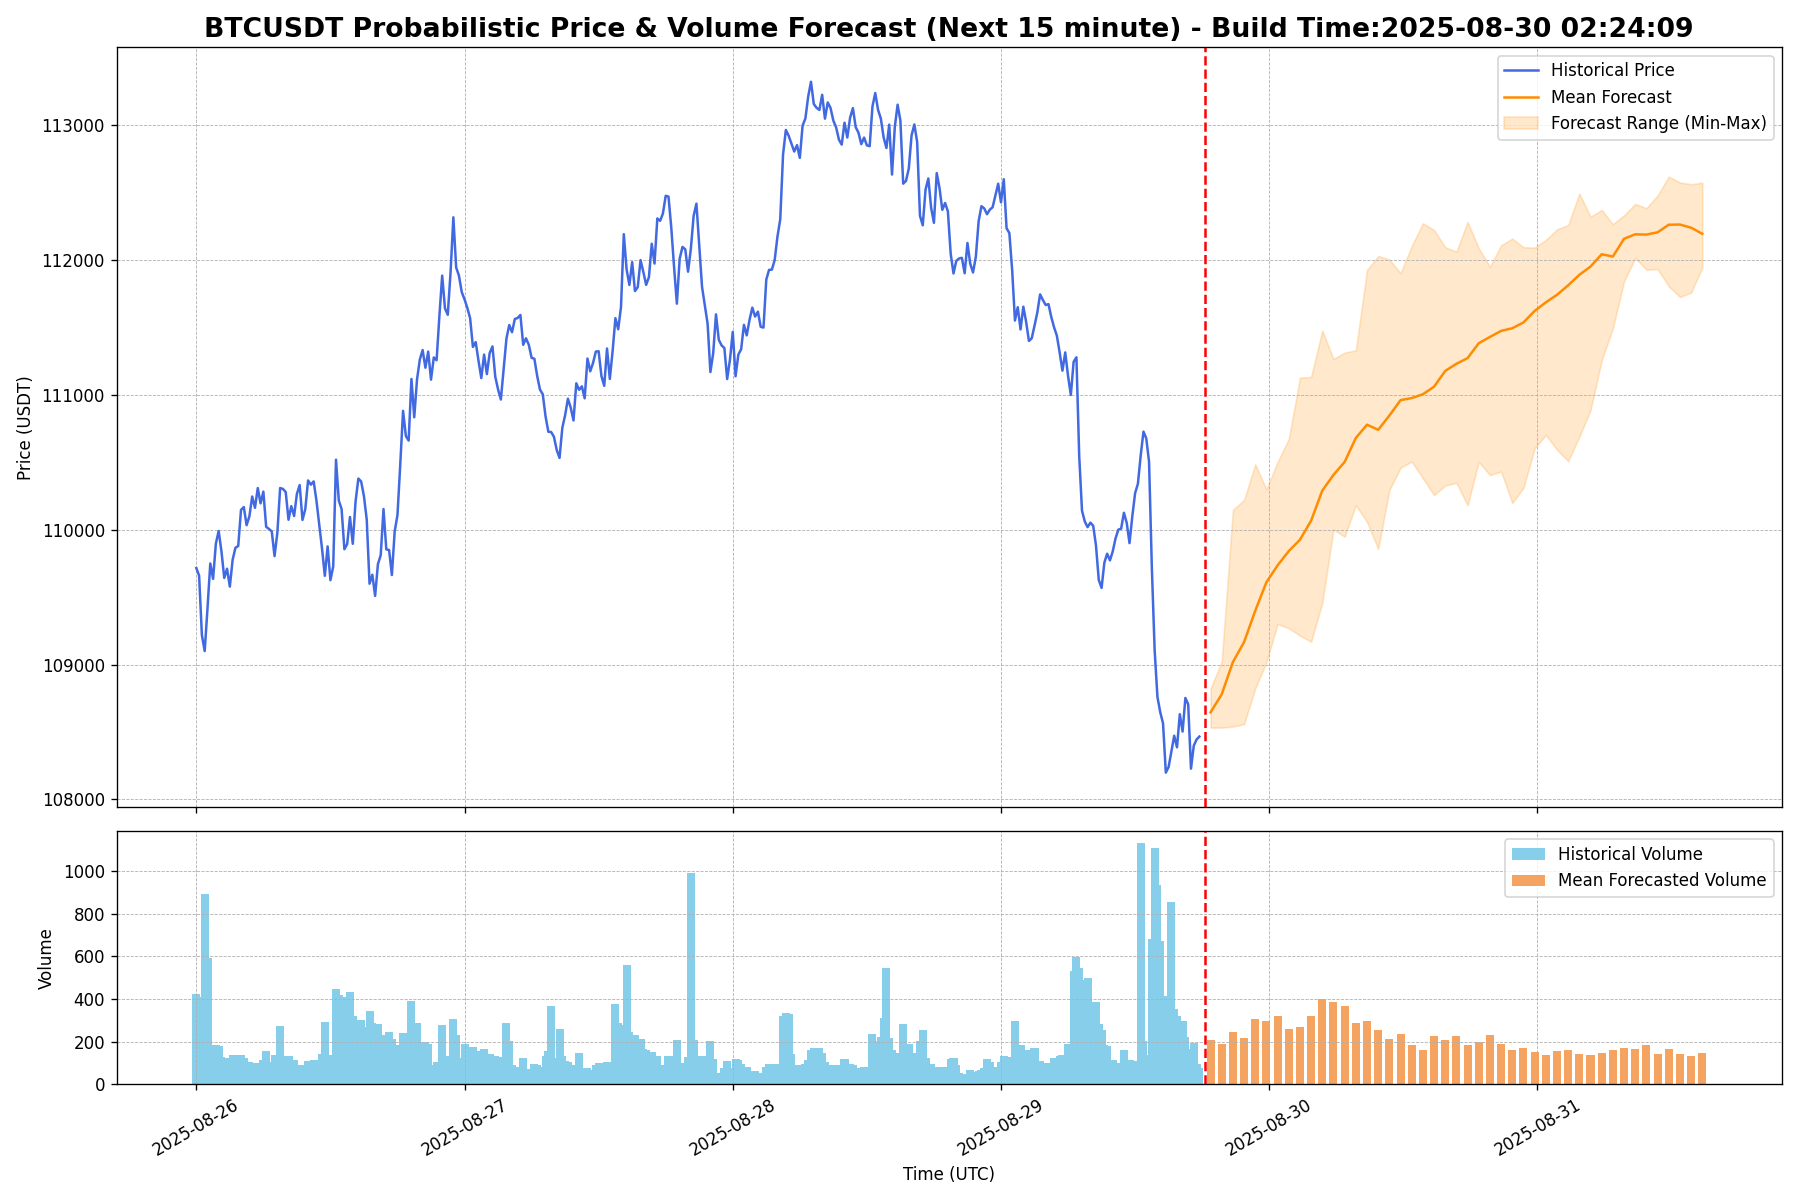 BTCUSDT Probabilistic Price & Volume Forecast (Next 15 minute) - Build Time:2025-08-30 02:24:09
Historical Price
Mean Forecast
Forecast Range (Min-Max)
113000
112000
111000
110000
109000
108000
Price (USDT)
Historical Volume
Mean Forecasted Volume
1000
800
600
400
200
0
Volume
2025-08-26
2025-08-27
2025-08-28
2025-08-29
2025-08-30
2025-08-31
Time (UTC)